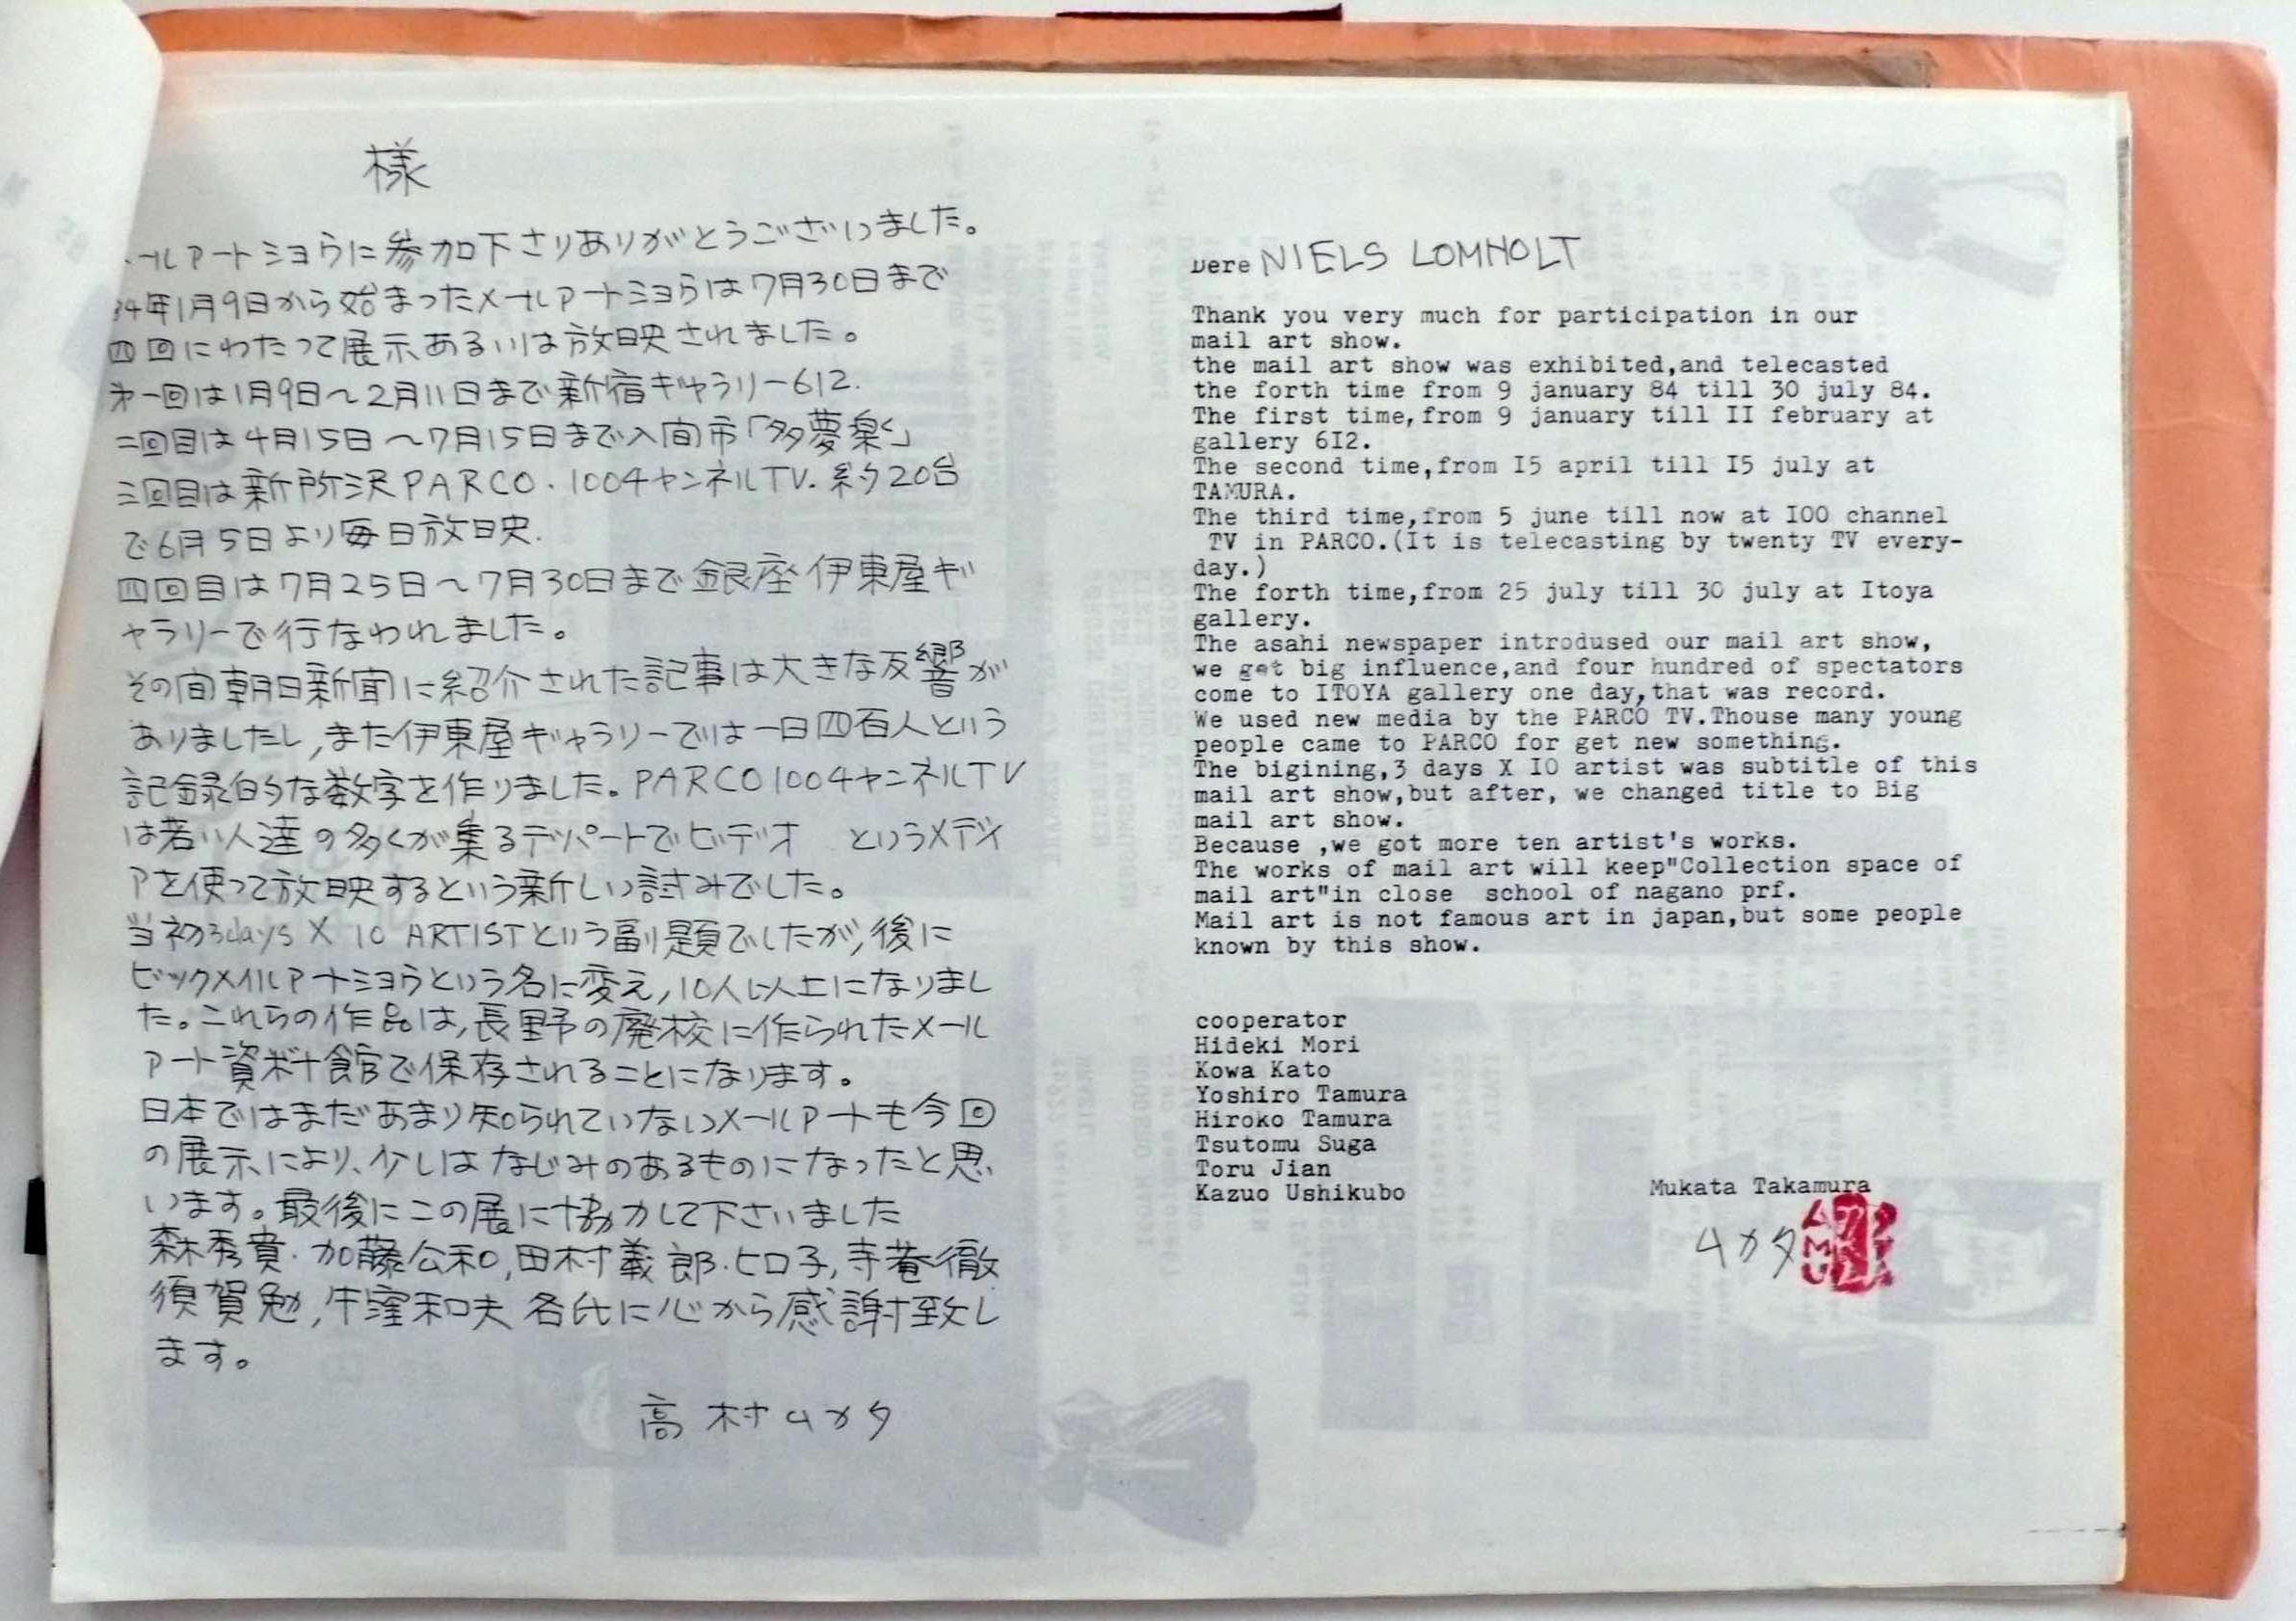 様
ールアートショウに参加下さりありがとうございました。
84年1月9日から始まったメールアートショウは7月30日まで
四回にわたって展示あるいは放映されました。
第一回は1月9日〜2月11日まで新宿ギャラリー612.
二回目は4月15日〜7月15日まで入間市「多夢楽」
三回目は新所沢PARCO.100チャンネルTV.約20台
で6月5日より毎日放映.
四回目は7月25日〜7月30日まで銀座伊東屋ギ
ャラリーで行なわれました。
その間朝日新聞に紹介された記事は大きな反響が
ありましたし,また伊東屋ギャラリーでは一日四百人という
記録的な数字を作りました。PARCO100チャンネルTV
は若い人達の多くが集るデパートでビデオ という メディ
アを使って放映するという新しい試みでした。
当初3days X 10 ARTISTという副題でしたが,後に
ビックメイルアートショウという名に変え,10人以上になりまし
た。これらの作品は,長野の廃校に作られたメール
アート資料館で保存されることになります。
日本ではまだあまり知られていないメールアートも今回
の展示により、少しはなじみのあるものになったと思
います。最後にこの展に協力して下さいました
森秀貴.加藤公和,田村義郎.ヒロ子,寺菴徹
須賀勉,牛窪和夫 各氏に心から感謝致し
ます。
高村ムカタ
Dere NIELS LOMHOLT
Thank you very much for participation in our
mail art show.
the mail art show was exhibited,and telecasted
the forth time from 9 january 84 till 30 july 84.
The first time,from 9 january till II february at
gallery 6I2.
The second time,from I5 april till I5 july at
TAMURA.
The third time,from 5 june till now at I00 channel
TV in PARCO.(It is telecasting by twenty TV every-
day.)
The forth time,from 25 july till 30 july at Itoya
gallery.
The asahi newspaper introdused our mail art show,
we get big influence,and four hundred of spectators
come to ITOYA gallery one day,that was record.
We used new media by the PARCO TV.Thouse many young
people came to PARCO for get new something.
The bigining,3 days X IO artist was subtitle of this
mail art show,but after, we changed title to Big
mail art show.
Because ,we got more ten artist's works.
The works of mail art will keep"Collection space of
mail art"in close school of nagano prf.
Mail art is not famous art in japan,but some people
known by this show.
cooperator
Hideki Mori
Kowa Kato
Yoshiro Tamura
Hiroko Tamura
Tsutomu Suga
Toru Jian
Kazuo Ushikubo
Mukata Takamura
ムカタ